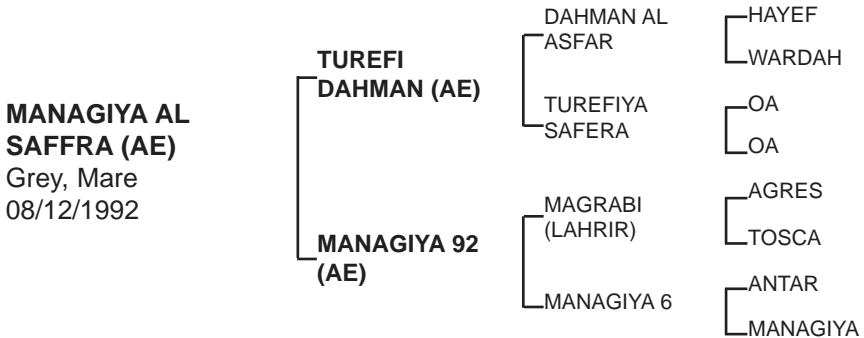 MANAGIYA AL
SAFFRA (AE)
Grey, Mare
08/12/1992
TUREFI
DAHMAN (AE)
MANAGIYA 92
(AE)
DAHMAN AL
ASFAR
TUREFIYA
SAFERA
MAGRABI
(LAHRIR)
MANAGIYA 6
HAYEF
WARDAH
OA
OA
AGRES
TOSCA
ANTAR
MANAGIYA